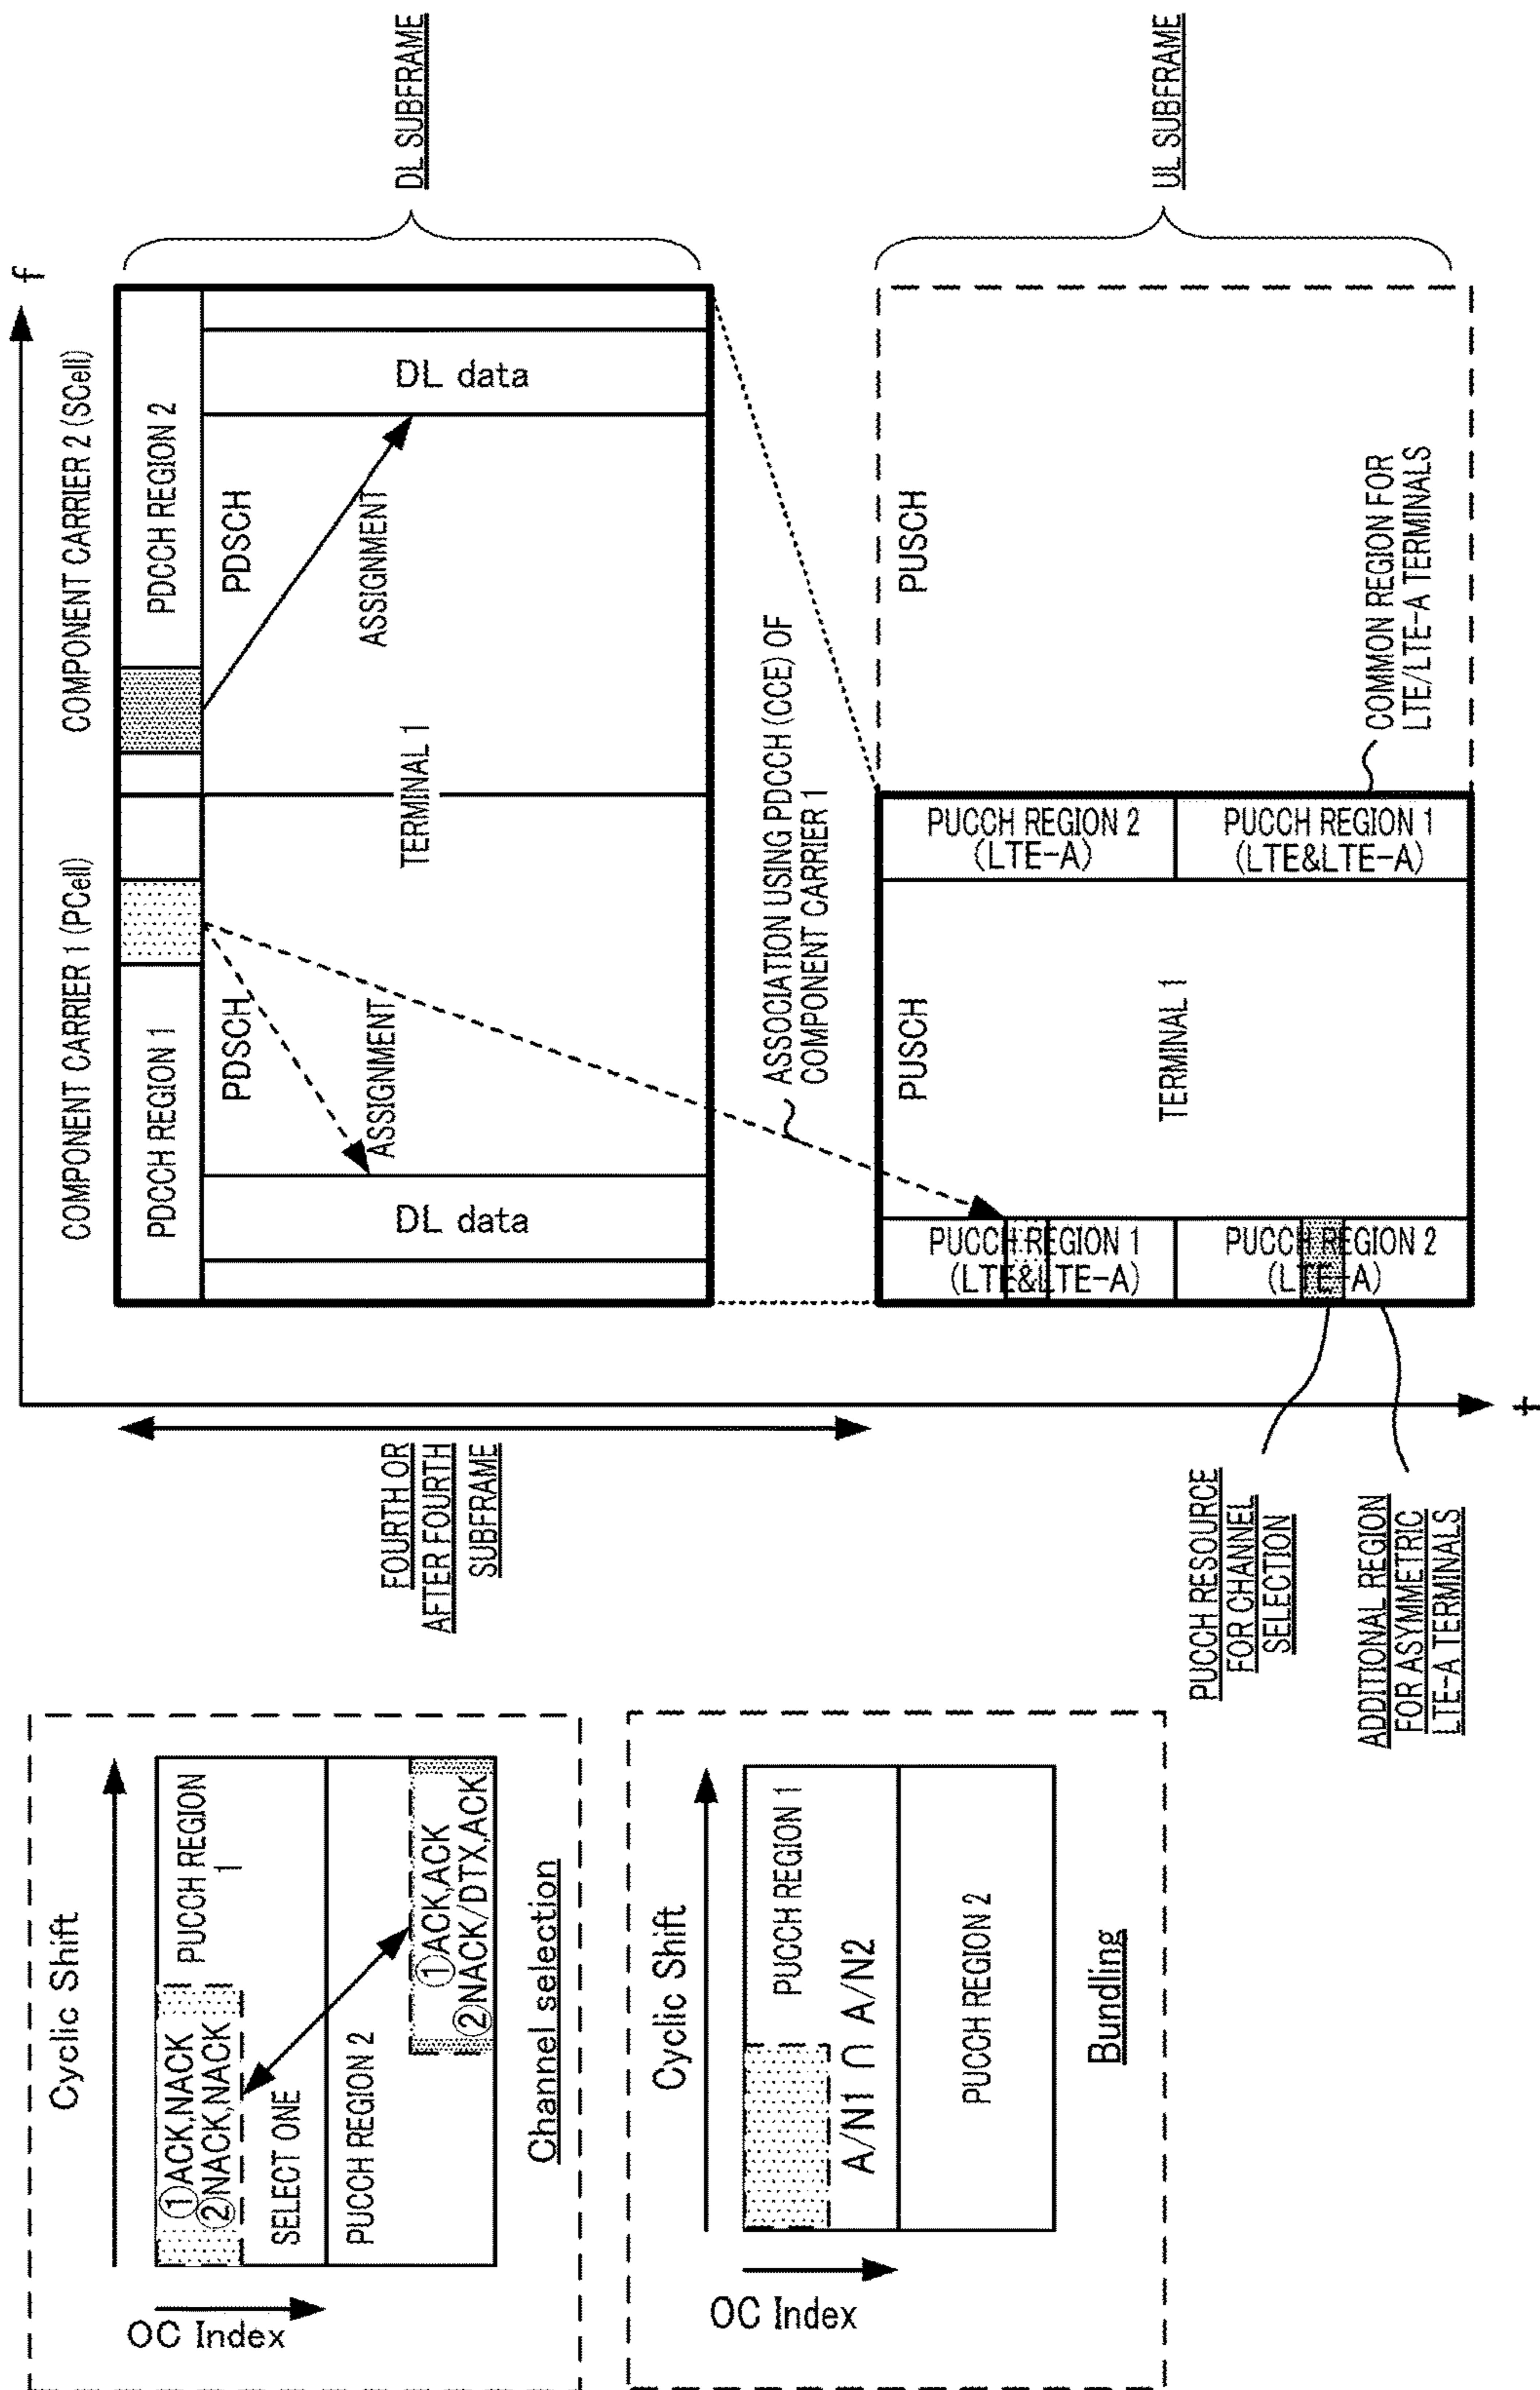 f
COMPONENT CARRIER 1 (PCell)
COMPONENT CARRIER 2 (SCell)
PDCCH REGION 1
PDCCH REGION 2
PDSCH
PDSCH
ASSIGNMENT
ASSIGNMENT
TERMINAL 1
DL data
DL data
DL SUBFRAME
FOURTH OR
AFTER FOURTH
SUBFRAME
ASSOCIATION USING PDCCH (CCE) OF
COMPONENT CARRIER 1
PUCCH REGION 1
(LTE&LTE-A)
PUSCH
PUCCH REGION 2
(LTE-A)
PUSCH
TERMINAL 1
PUCCH REGION 2
(LTE-A)
PUCCH REGION 1
(LTE&LTE-A)
COMMON REGION FOR
LTE/LTE-A TERMINALS
UL SUBFRAME
PUCCH RESOURCE
FOR CHANNEL
SELECTION
ADDITIONAL REGION
FOR ASYMMETRIC
LTE-A TERMINALS
t
Cyclic Shift
OC Index
①ACK,NACK
②NACK,NACK
PUCCH REGION
1
SELECT ONE
PUCCH REGION 2
①ACK,ACK
②NACK/DTX,ACK
Channel selection
Cyclic Shift
OC Index
PUCCH REGION 1
A/N1 ∩ A/N2
PUCCH REGION 2
Bundling